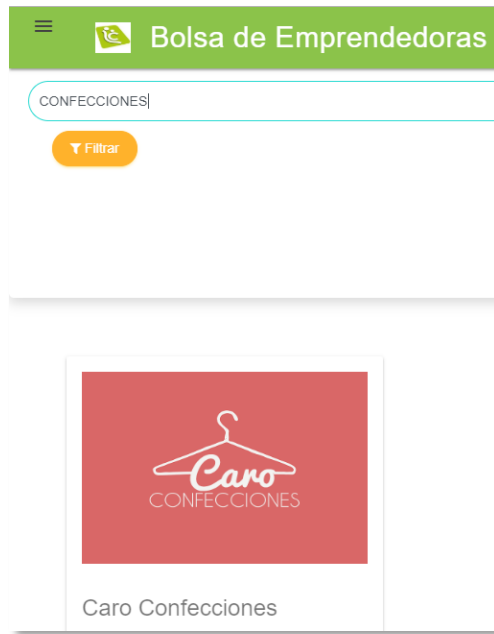 Bolsa de Emprendedoras
CONFECCIONES
Filtrar
Caro
CONFECCIONES
Caro Confecciones